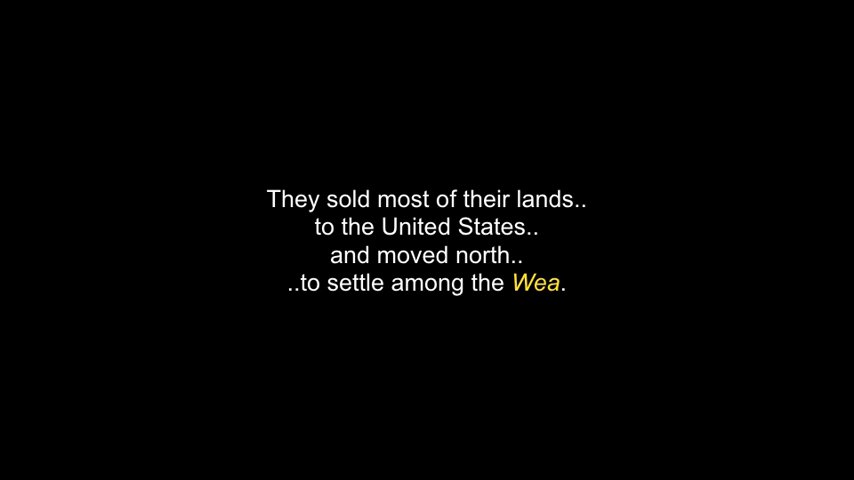 They sold most of their lands..
to the United States..
and moved north..
..to settle among the Wea.